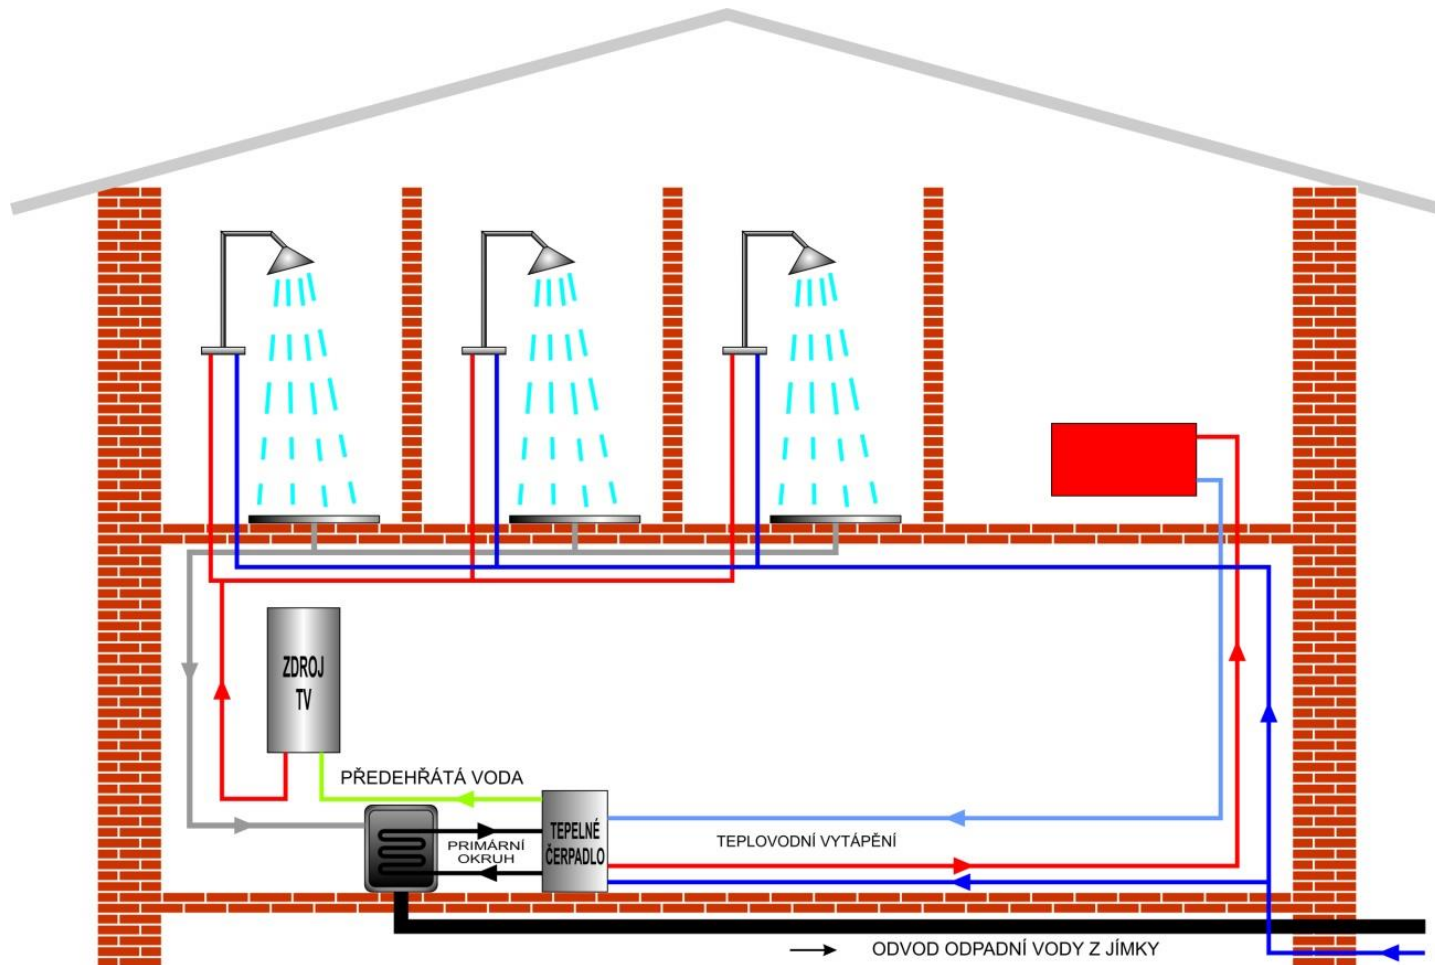 ZDROJ
TV
PŘEDEHŘÁTÁ VODA
PRIMÁRNÍ
OKRUH
TEPELNÉ
ČERPADLO
TEPLOVODNÍ VYTÁPĚNÍ
ODVOD ODPADNÍ VODY Z JÍMKY